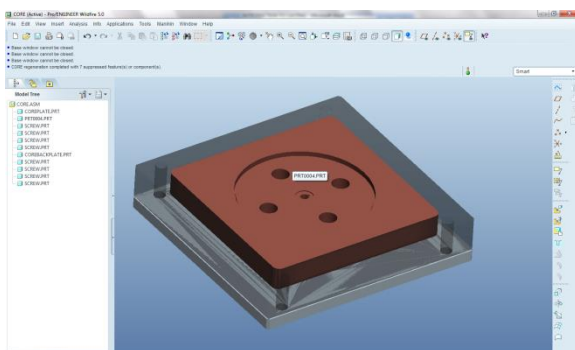 CORE (Active) - Pro/ENGINEER Wildfire 5.0
File Edit View Insert Analysis Info Applications Tools Manikin Window Help
• Base window cannot be closed.
• Base window cannot be closed.
• Base window cannot be closed.
• CORE regeneration completed with 7 suppressed feature(s) or component(s).
Smart
Model Tree
CORE.ASM
COREPLATE.PRT
PRT0004.PRT
SCREW.PRT
SCREW.PRT
SCREW.PRT
SCREW.PRT
COREBACKPLATE.PRT
SCREW.PRT
SCREW.PRT
SCREW.PRT
SCREW.PRT
PRT0004.PRT